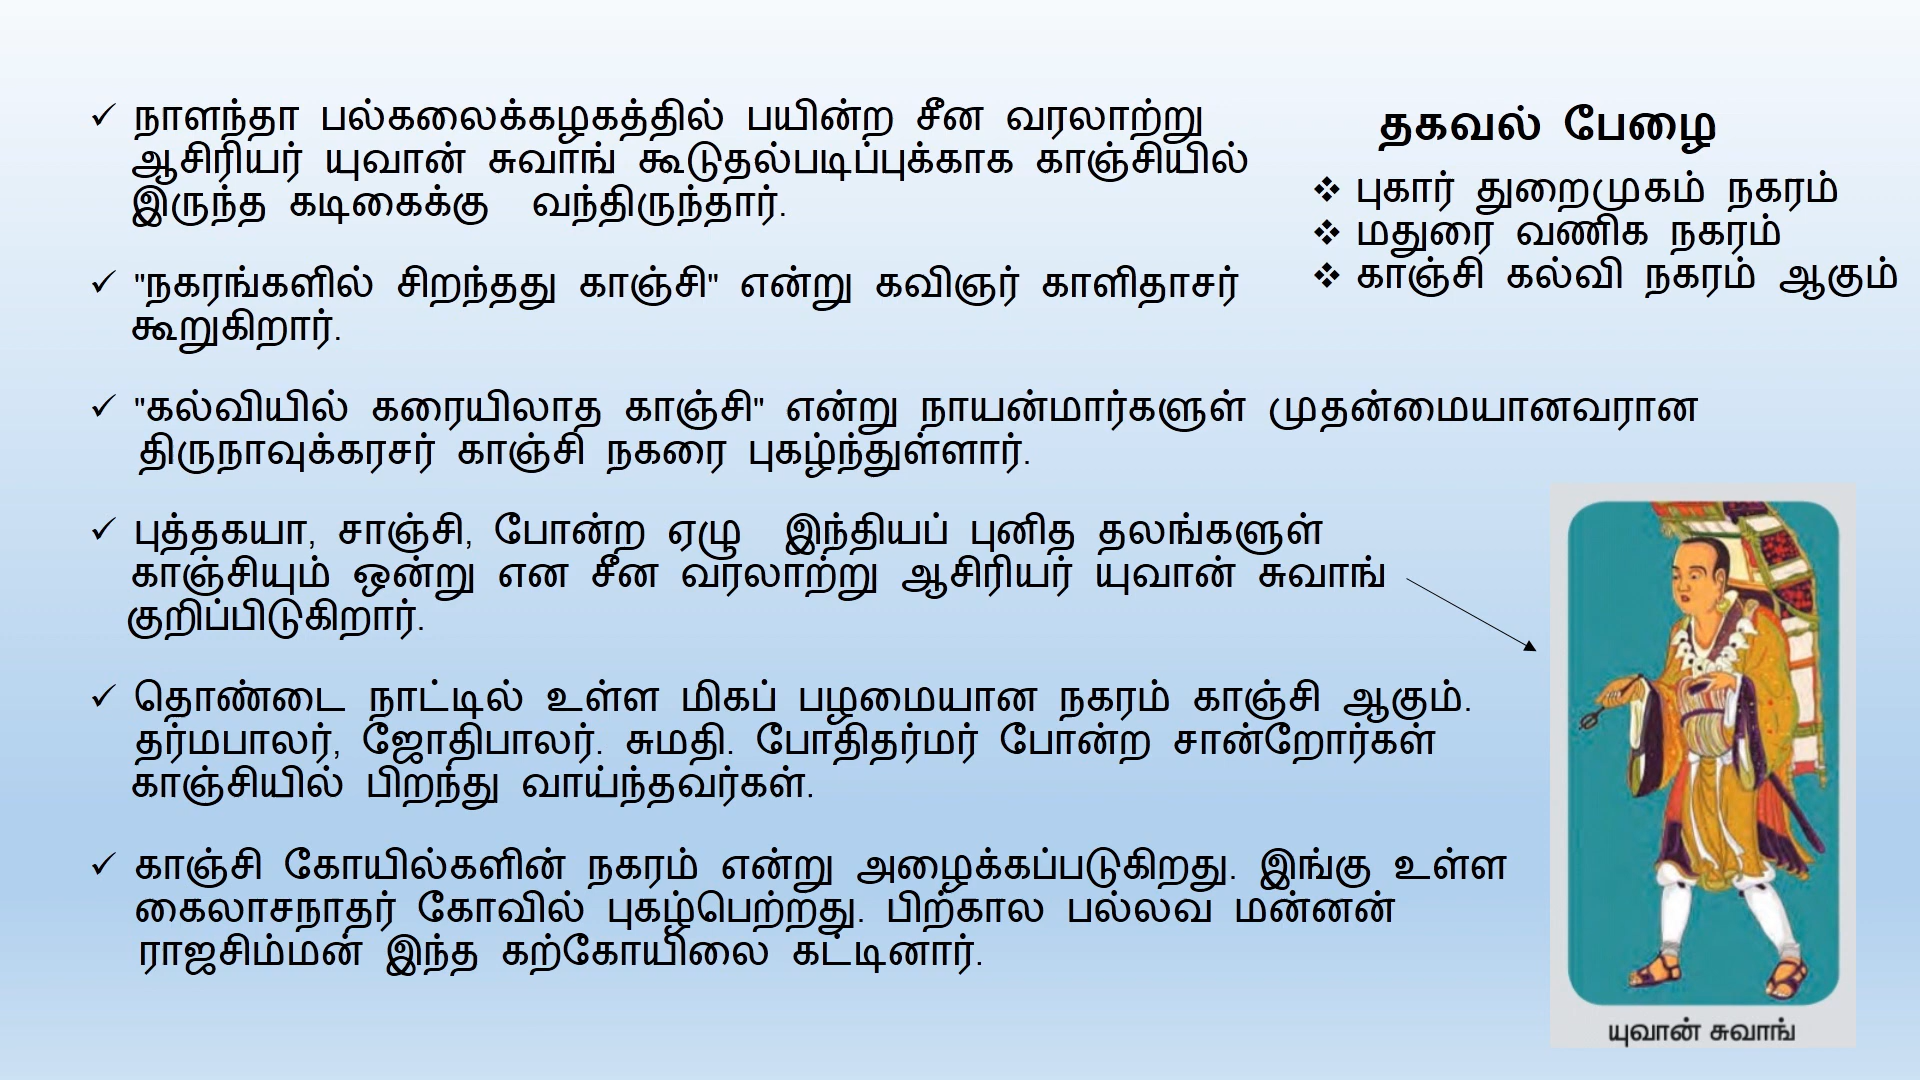 நாளந்தா பல்கலைக்கழகத்தில் பயின்ற சீன வரலாற்று
ஆசிரியர் யுவான் சுவாங் கூடுதல்படிப்புக்காக காஞ்சியில்
இருந்த கடிகைக்கு வந்திருந்தார்.
"நகரங்களில் சிறந்தது காஞ்சி" என்று கவிஞர் காளிதாசர்
கூறுகிறார்.
"கல்வியில் கரையிலாத காஞ்சி" என்று நாயன்மார்களுள் முதன்மையானவரான
திருநாவுக்கரசர் காஞ்சி நகரை புகழ்ந்துள்ளார்.
புத்தகயா, சாஞ்சி, போன்ற ஏழு இந்தியப் புனித தலங்களுள்
காஞ்சியும் ஒன்று என சீன வரலாற்று ஆசிரியர் யுவான் சுவாங்
குறிப்பிடுகிறார்.
தொண்டை நாட்டில் உள்ள மிகப் பழமையான நகரம் காஞ்சி ஆகும்.
தர்மபாலர், ஜோதிபாலர். சுமதி. போதிதர்மர் போன்ற சான்றோர்கள்
காஞ்சியில் பிறந்து வாய்ந்தவர்கள்.
காஞ்சி கோயில்களின் நகரம் என்று அழைக்கப்படுகிறது. இங்கு உள்ள
கைலாசநாதர் கோவில் புகழ்பெற்றது. பிற்கால பல்லவ மன்னன்
ராஜசிம்மன் இந்த கற்கோயிலை கட்டினார்.
தகவல் பேழை
புகார் துறைமுகம் நகரம்
மதுரை வணிக நகரம்
காஞ்சி கல்வி நகரம் ஆகும்
யுவான் சுவாங்